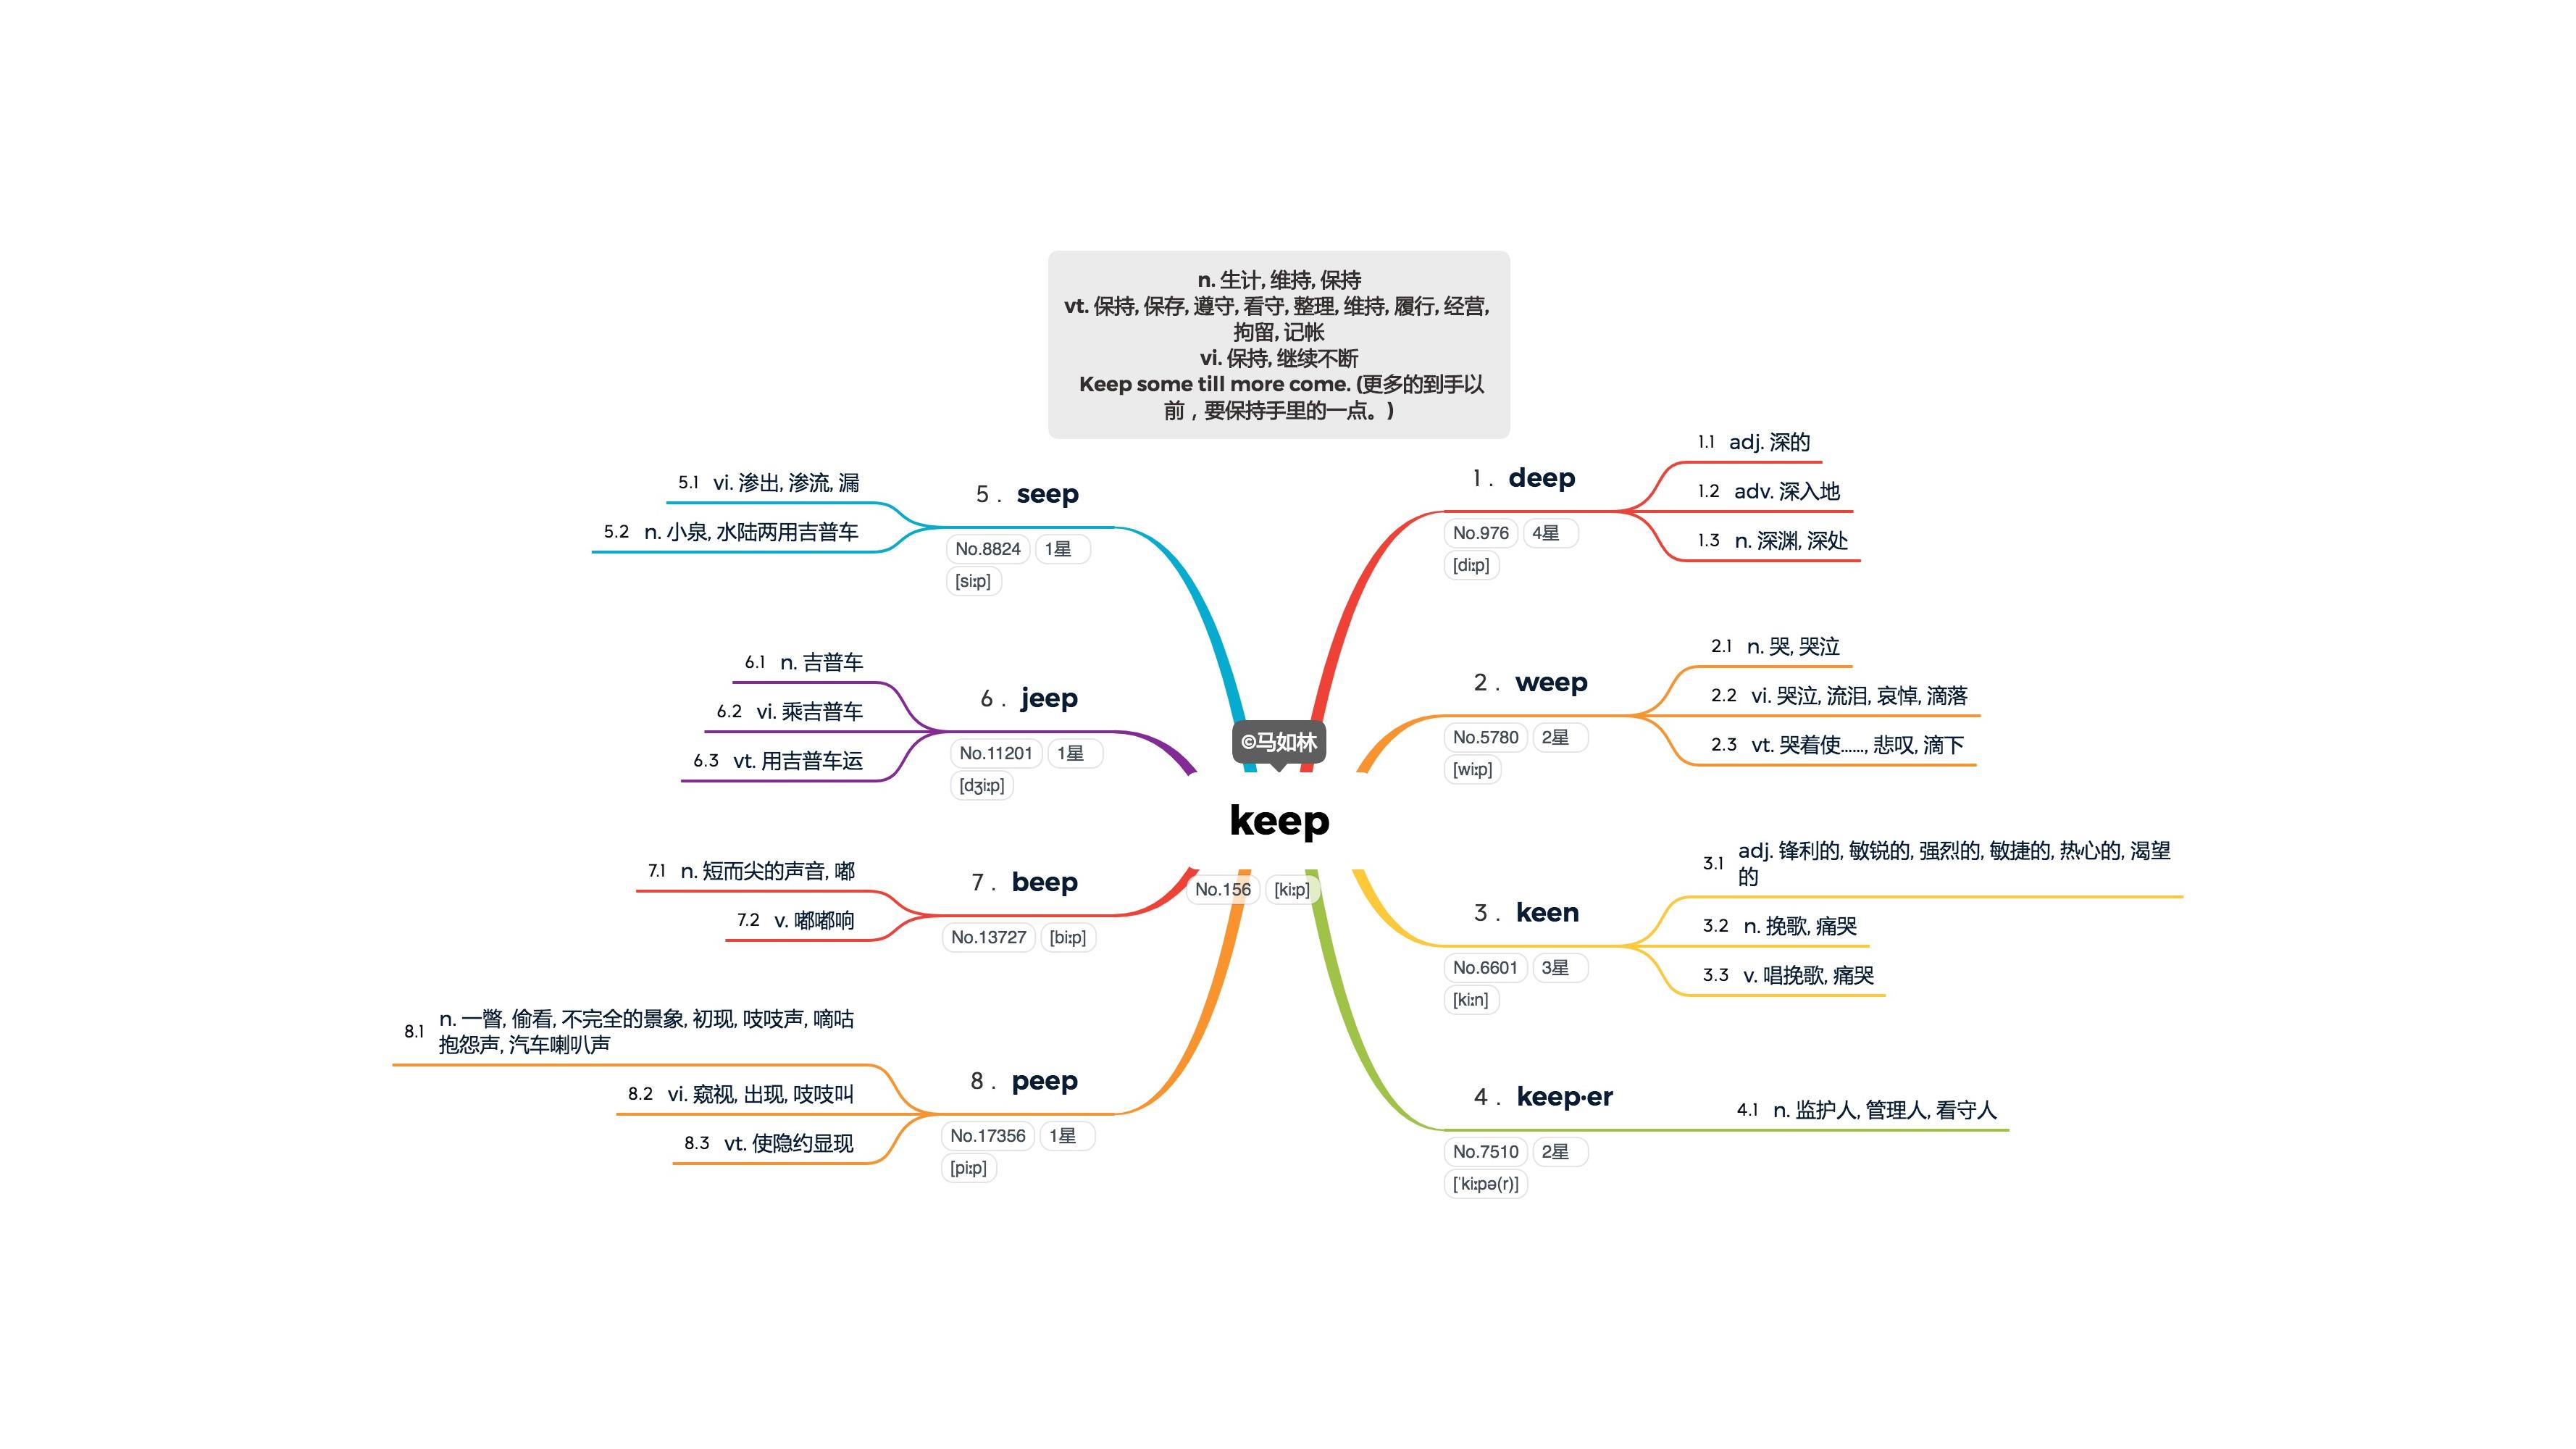 n. 生计, 维持, 保持
vt. 保持, 保存, 遵守, 看守, 整理, 维持, 履行, 经营,
拘留, 记帐
vi. 保持, 继续不断
Keep some till more come. (更多的到手以
前，要保持手里的一点。)
©马如林
keep
No.156 [kiːp]
1. deep
No.976 4星
[diːp]
1.1 adj. 深的
1.2 adv. 深入地
1.3 n. 深渊, 深处
2. weep
No.5780 2星
[wiːp]
2.1 n. 哭, 哭泣
2.2 vi. 哭泣, 流泪, 哀悼, 滴落
2.3 vt. 哭着使......, 悲叹, 滴下
3. keen
No.6601 3星
[kiːn]
3.1 adj. 锋利的, 敏锐的, 强烈的, 敏捷的, 热心的, 渴望
的
3.2 n. 挽歌, 痛哭
3.3 v. 唱挽歌, 痛哭
4. keep·er
No.7510 2星
[ˈkiːpə(r)]
4.1 n. 监护人, 管理人, 看守人
5. seep
No.8824 1星
[siːp]
5.1 vi. 渗出, 渗流, 漏
5.2 n. 小泉, 水陆两用吉普车
6. jeep
No.11201 1星
[dʒiːp]
6.1 n. 吉普车
6.2 vi. 乘吉普车
6.3 vt. 用吉普车运
7. beep
No.13727 [biːp]
7.1 n. 短而尖的声音, 嘟
7.2 v. 嘟嘟响
8. peep
No.17356 1星
[piːp]
8.1 n. 一瞥, 偷看, 不完全的景象, 初现, 吱吱声, 嘀咕
抱怨声, 汽车喇叭声
8.2 vi. 窥视, 出现, 吱吱叫
8.3 vt. 使隐约显现